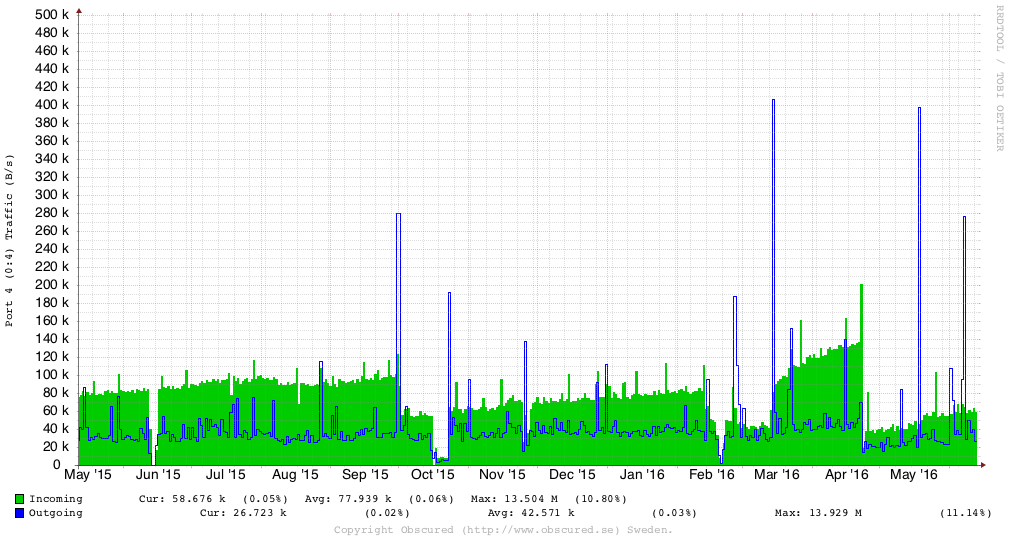 500 k
480 k
460 k
440 k
420 k
400 k
380 k
360 k
340 k
320 k
300 k
280 k
260 k
240 k
220 k
200 k
180 k
160 k
140 k
120 k
100 k
80 k
60 k
40 k
20 k
0
Port 4 (0:4) Traffic (B/s)
RRDTOOL / TOBI OETIKER
May '15 Jun '15 Jul '15 Aug '15 Sep '15 Oct '15 Nov '15 Dec '15 Jan '16 Feb '16 Mar '16 Apr '16 May '16
Incoming Cur: 58.676 k (0.05%) Avg: 77.939 k (0.06%) Max: 13.504 M (10.80%)
Outgoing Cur: 26.723 k (0.02%) Avg: 42.571 k (0.03%) Max: 13.929 M (11.14%)
Copyright Obscured (http://www.obscured.se) Sweden.